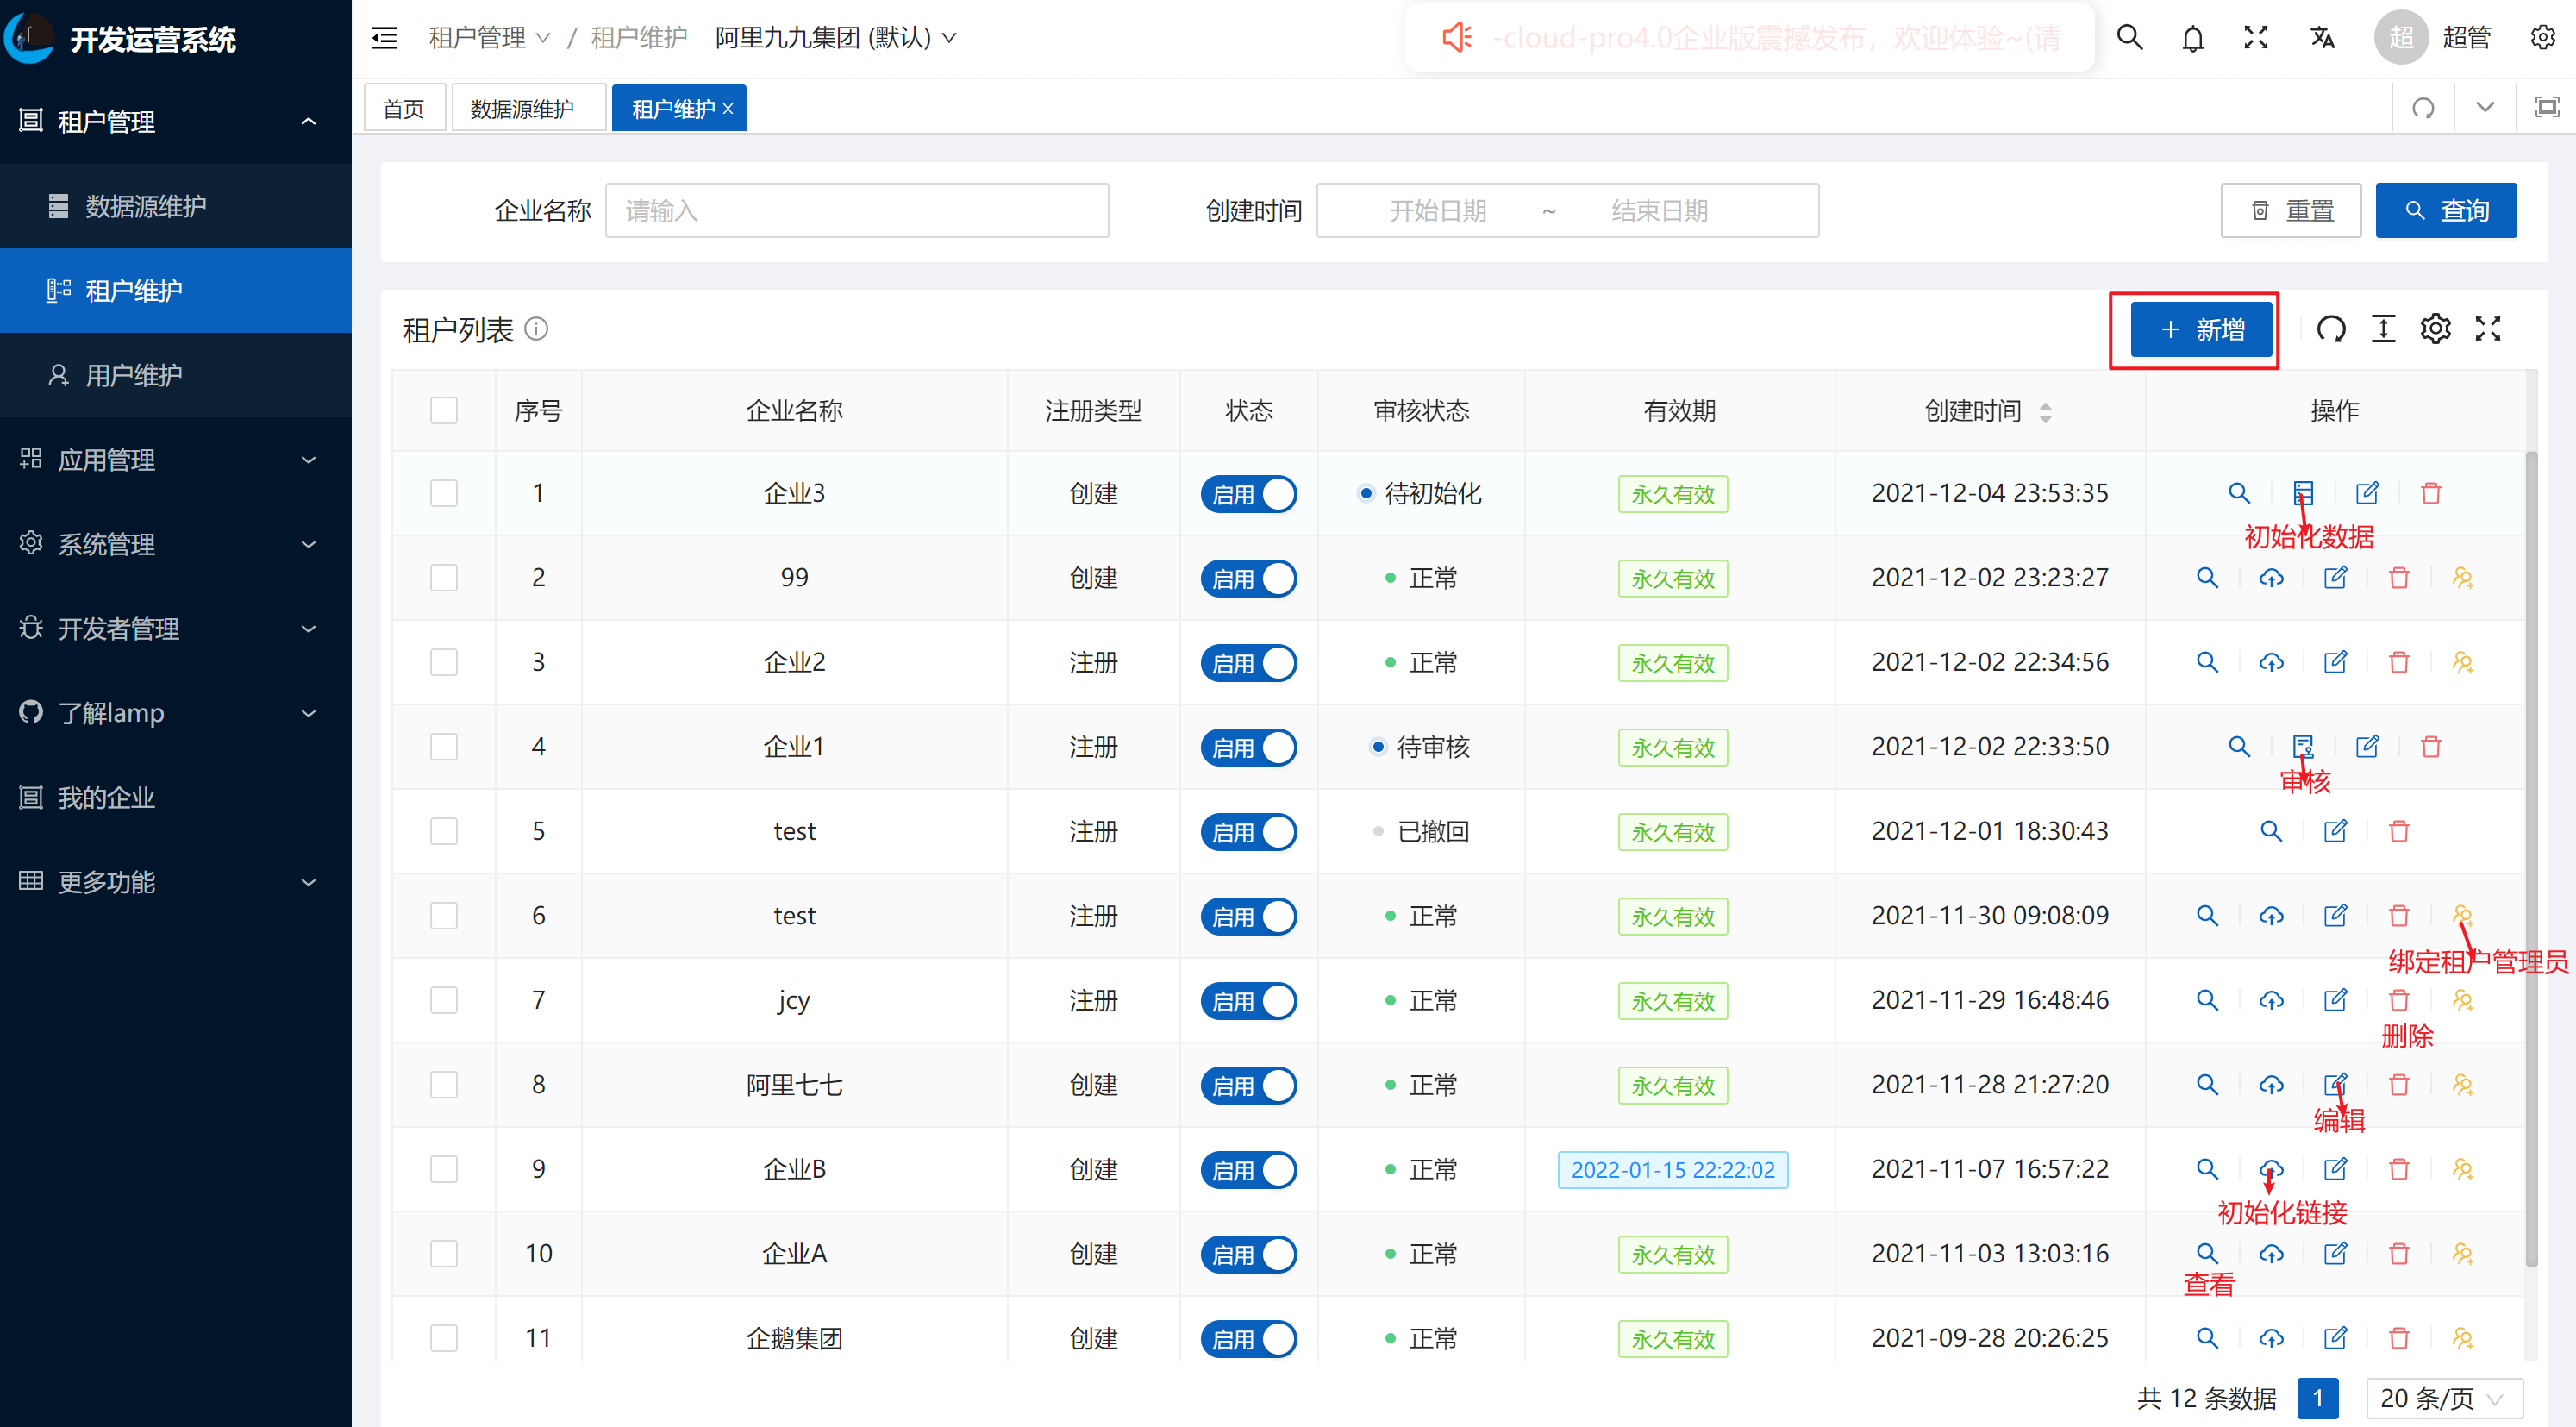 开发运营系统
租户管理 / 租户维护 阿里九九集团 (默认)
-cloud-pro4.0企业版震撼发布，欢迎体验~(请
超 超管
首页 数据源维护 租户维护 ×
租户管理
数据源维护
租户维护
用户维护
应用管理
系统管理
开发者管理
了解lamp
我的企业
更多功能
企业名称 请输入 创建时间 开始日期 ~ 结束日期 重置 查询
租户列表 + 新增
序号 企业名称 注册类型 状态 审核状态 有效期 创建时间 操作
1 企业3 创建 启用 待初始化 永久有效 2021-12-04 23:53:35
初始化数据
2 99 创建 启用 正常 永久有效 2021-12-02 23:23:27
3 企业2 注册 启用 正常 永久有效 2021-12-02 22:34:56
4 企业1 注册 启用 待审核 永久有效 2021-12-02 22:33:50
审核
5 test 注册 启用 已撤回 永久有效 2021-12-01 18:30:43
6 test 注册 启用 正常 永久有效 2021-11-30 09:08:09
绑定租户管理员
7 jcy 注册 启用 正常 永久有效 2021-11-29 16:48:46
删除
8 阿里七七 创建 启用 正常 永久有效 2021-11-28 21:27:20
编辑
9 企业B 创建 启用 正常 2022-01-15 22:22:02 2021-11-07 16:57:22
初始化链接
10 企业A 创建 启用 正常 永久有效 2021-11-03 13:03:16
查看
11 企鹅集团 创建 启用 正常 永久有效 2021-09-28 20:26:25
共 12 条数据 1 20 条/页